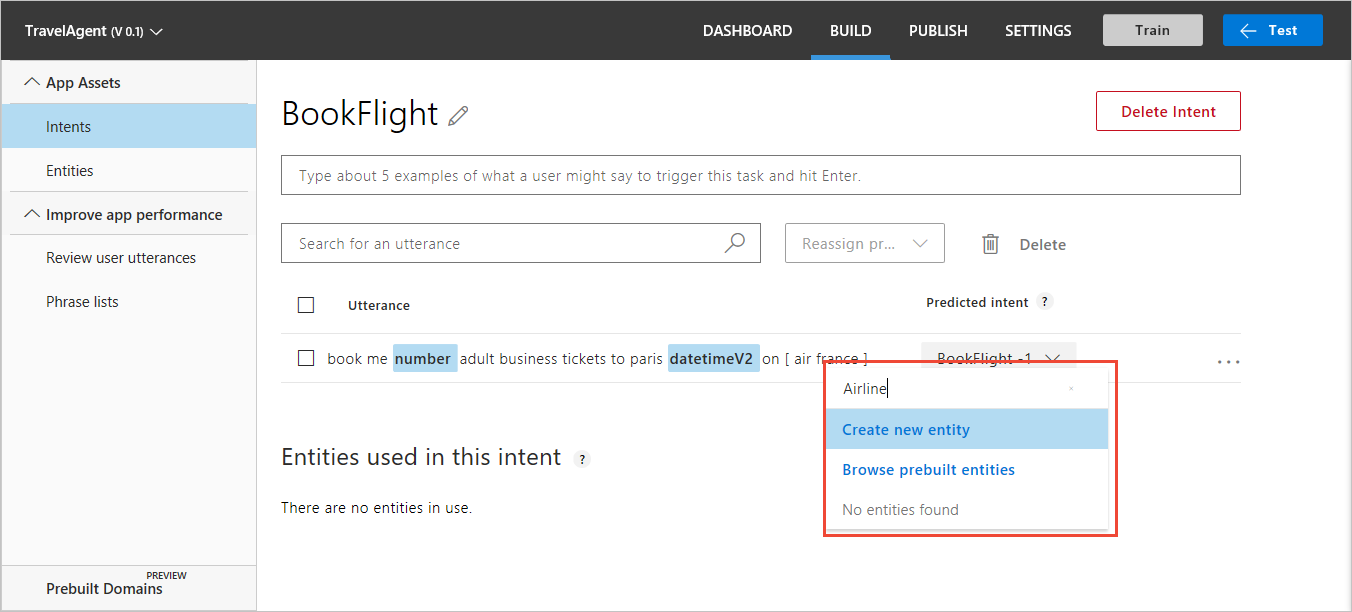 TravelAgent (V 0.1)
DASHBOARD
BUILD
PUBLISH
SETTINGS
Train
Test
App Assets
Intents
Entities
Improve app performance
Review user utterances
Phrase lists
PREVIEW
Prebuilt Domains
BookFlight
Delete Intent
Type about 5 examples of what a user might say to trigger this task and hit Enter.
Search for an utterance
Reassign pr...
Delete
Utterance
Predicted intent ?
book me number adult business tickets to paris datetimeV2 on [ air france ]
BookFlight -1
...
Airline
×
Create new entity
Browse prebuilt entities
No entities found
Entities used in this intent ?
There are no entities in use.